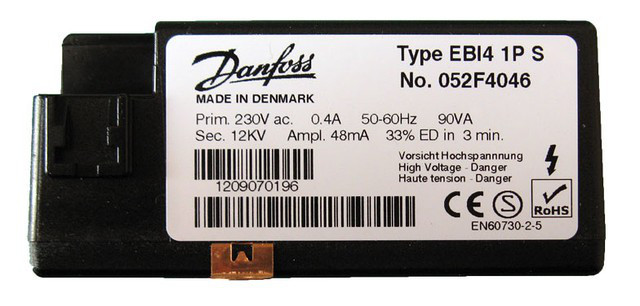 Danfoss
MADE IN DENMARK
Type EBI4 1P S
No. 052F4046
Prim. 230V ac. 0.4A 50-60Hz 90VA
Sec. 12KV Ampl. 48mA 33% ED in 3 min.
1209070196
Vorsicht Hochspannnung
High Voltage - Danger
Haute tension - Danger
CE S RoHS
EN60730-2-5